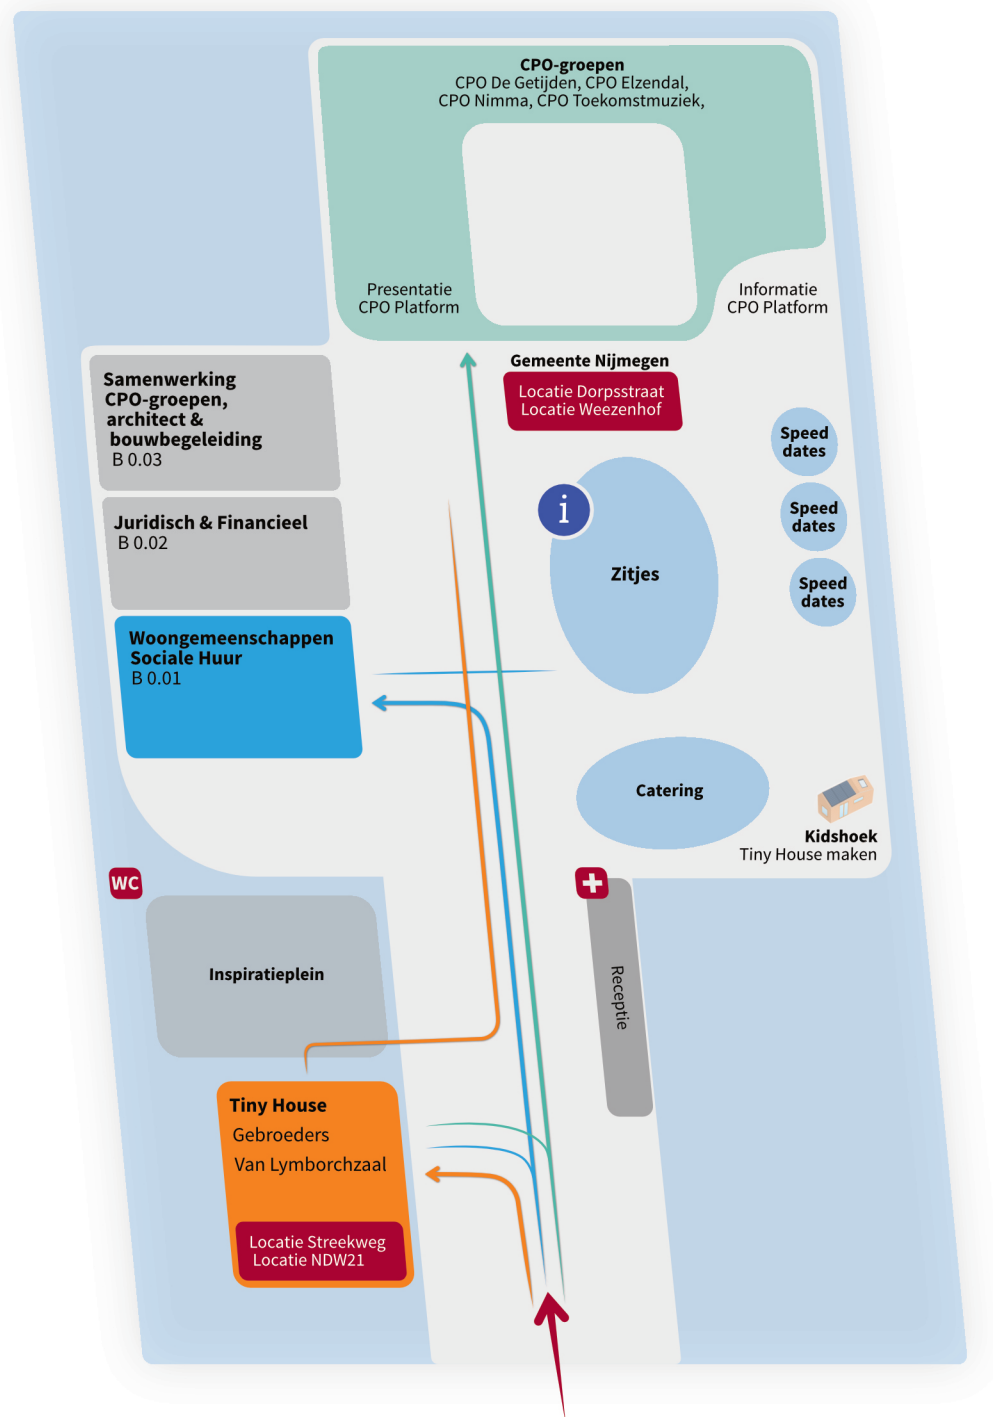 CPO-groepen
CPO De Getijden, CPO Elzendal,
CPO Nimma, CPO Toekomstmuziek,
Presentatie
CPO Platform
Informatie
CPO Platform
Gemeente Nijmegen
Locatie Dorpsstraat
Locatie Weezenhof
Samenwerking
CPO-groepen,
architect &
bouwbegeleiding
B 0.03
Speed
dates
i
Speed
dates
Juridisch & Financieel
B 0.02
Zitjes
Speed
dates
Woongemeenschappen
Sociale Huur
B 0.01
Catering
Kidshoek
Tiny House maken
WC
Inspiratieplein
Receptie
Tiny House
Gebroeders
Van Lymborchzaal
Locatie Streekweg
Locatie NDW21